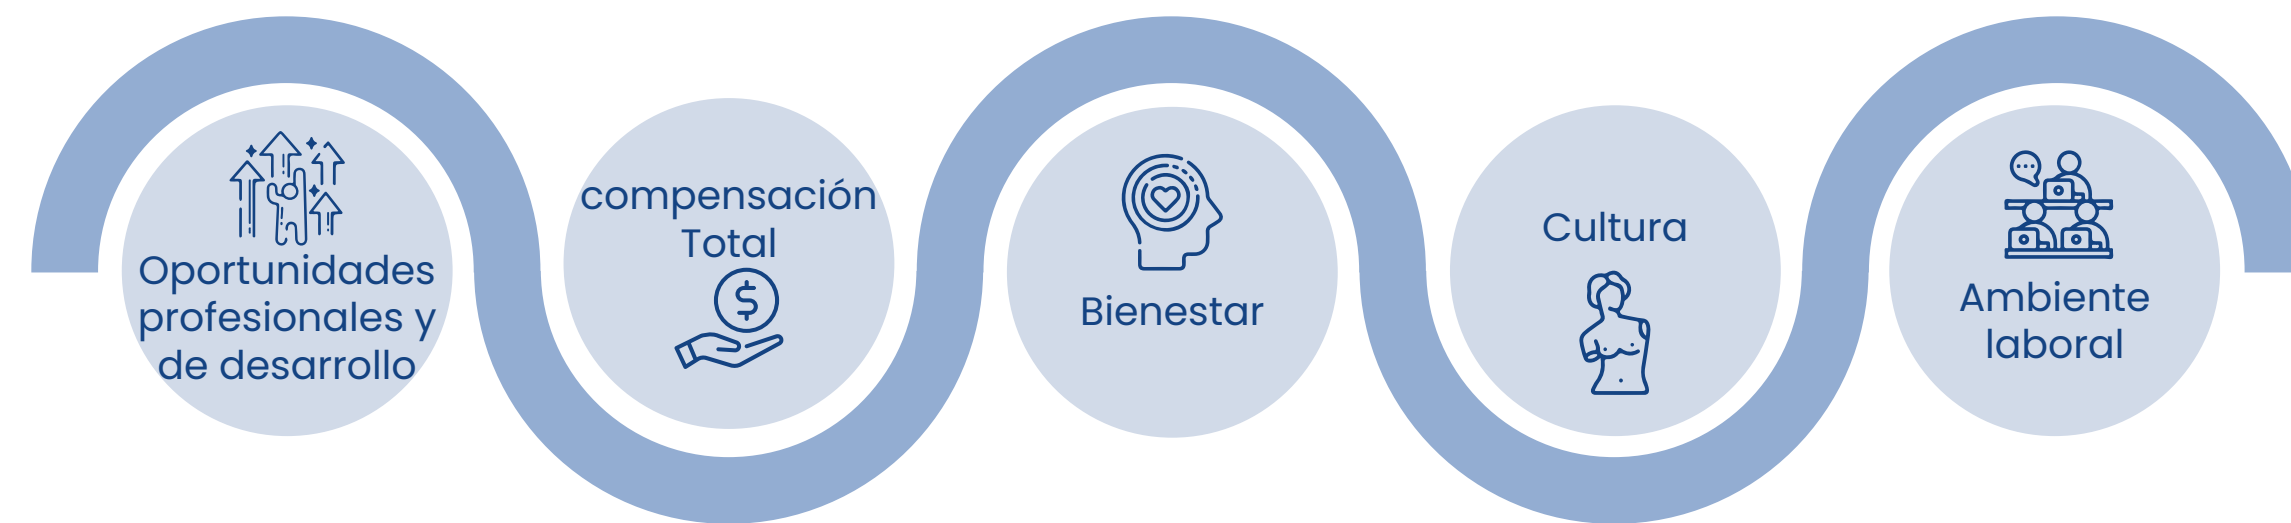 Oportunidades
profesionales y
de desarrollo
compensación
Total
Bienestar
Cultura
Ambiente
laboral